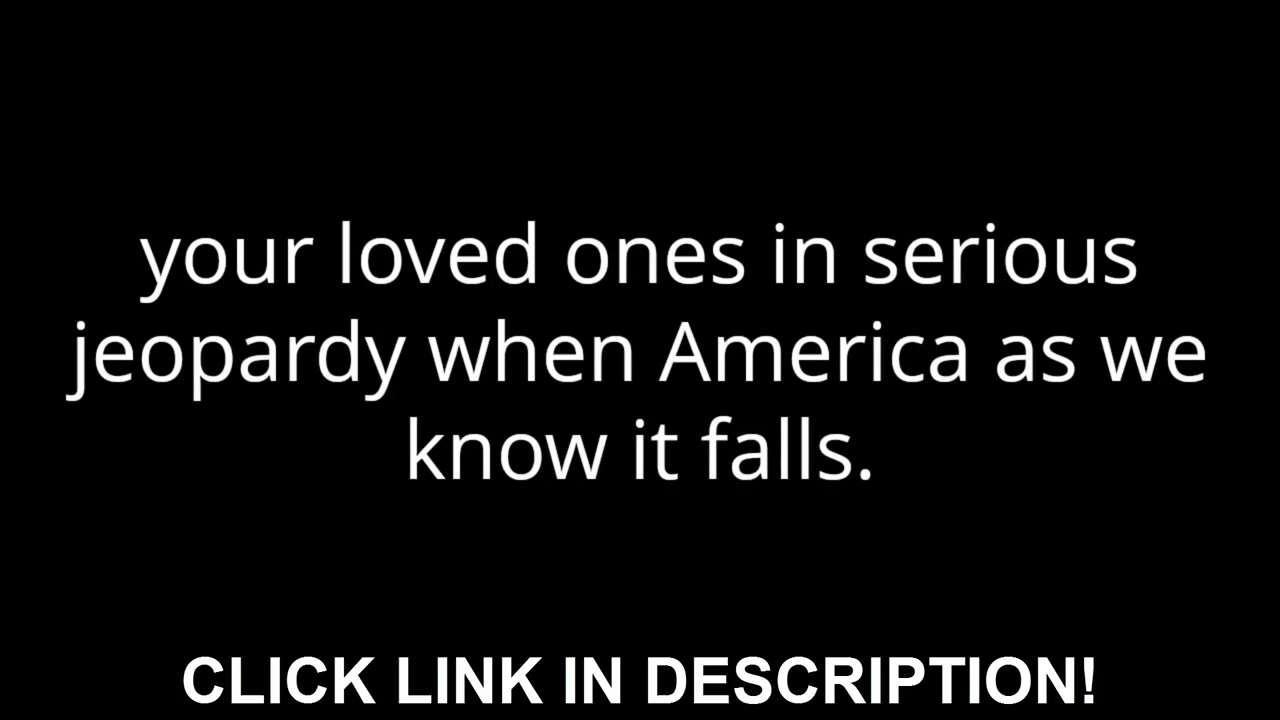 your loved ones in serious
jeopardy when America as we
know it falls.
CLICK LINK IN DESCRIPTION!